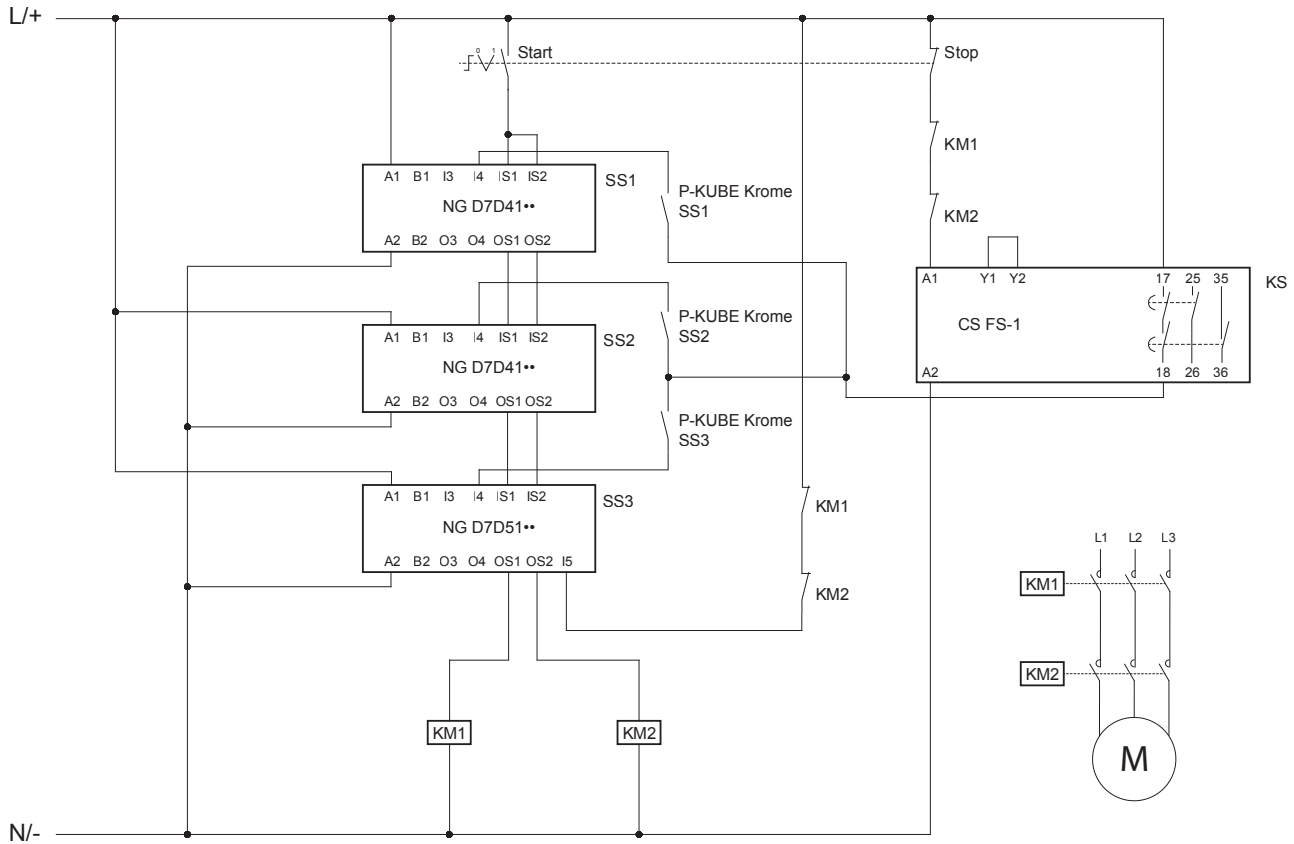 L/+
0 1
Start
Stop
KM1
A1 B1 I3 I4 IS1 IS2
SS1
NG D7D41••
A2 B2 O3 O4 OS1 OS2
P-KUBE Krome
SS1
KM2
A1 Y1 Y2 17 25 35
KS
CS FS-1
A2 18 26 36
A1 B1 I3 I4 IS1 IS2
SS2
NG D7D41••
A2 B2 O3 O4 OS1 OS2
P-KUBE Krome
SS2
P-KUBE Krome
SS3
A1 B1 I3 I4 IS1 IS2
SS3
NG D7D51••
A2 B2 O3 O4 OS1 OS2 I5
KM1
KM2
L1 L2 L3
KM1
KM2
M
KM1
KM2
N/-